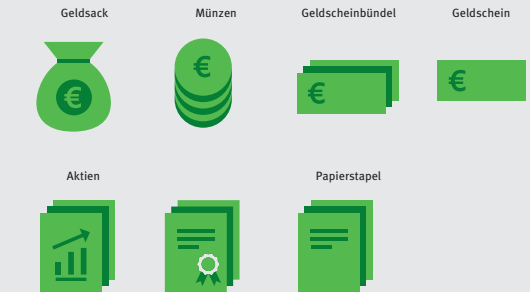 Geldsack Münzen Geldscheinbündel Geldschein
€ € € €
Aktien Papierstapel